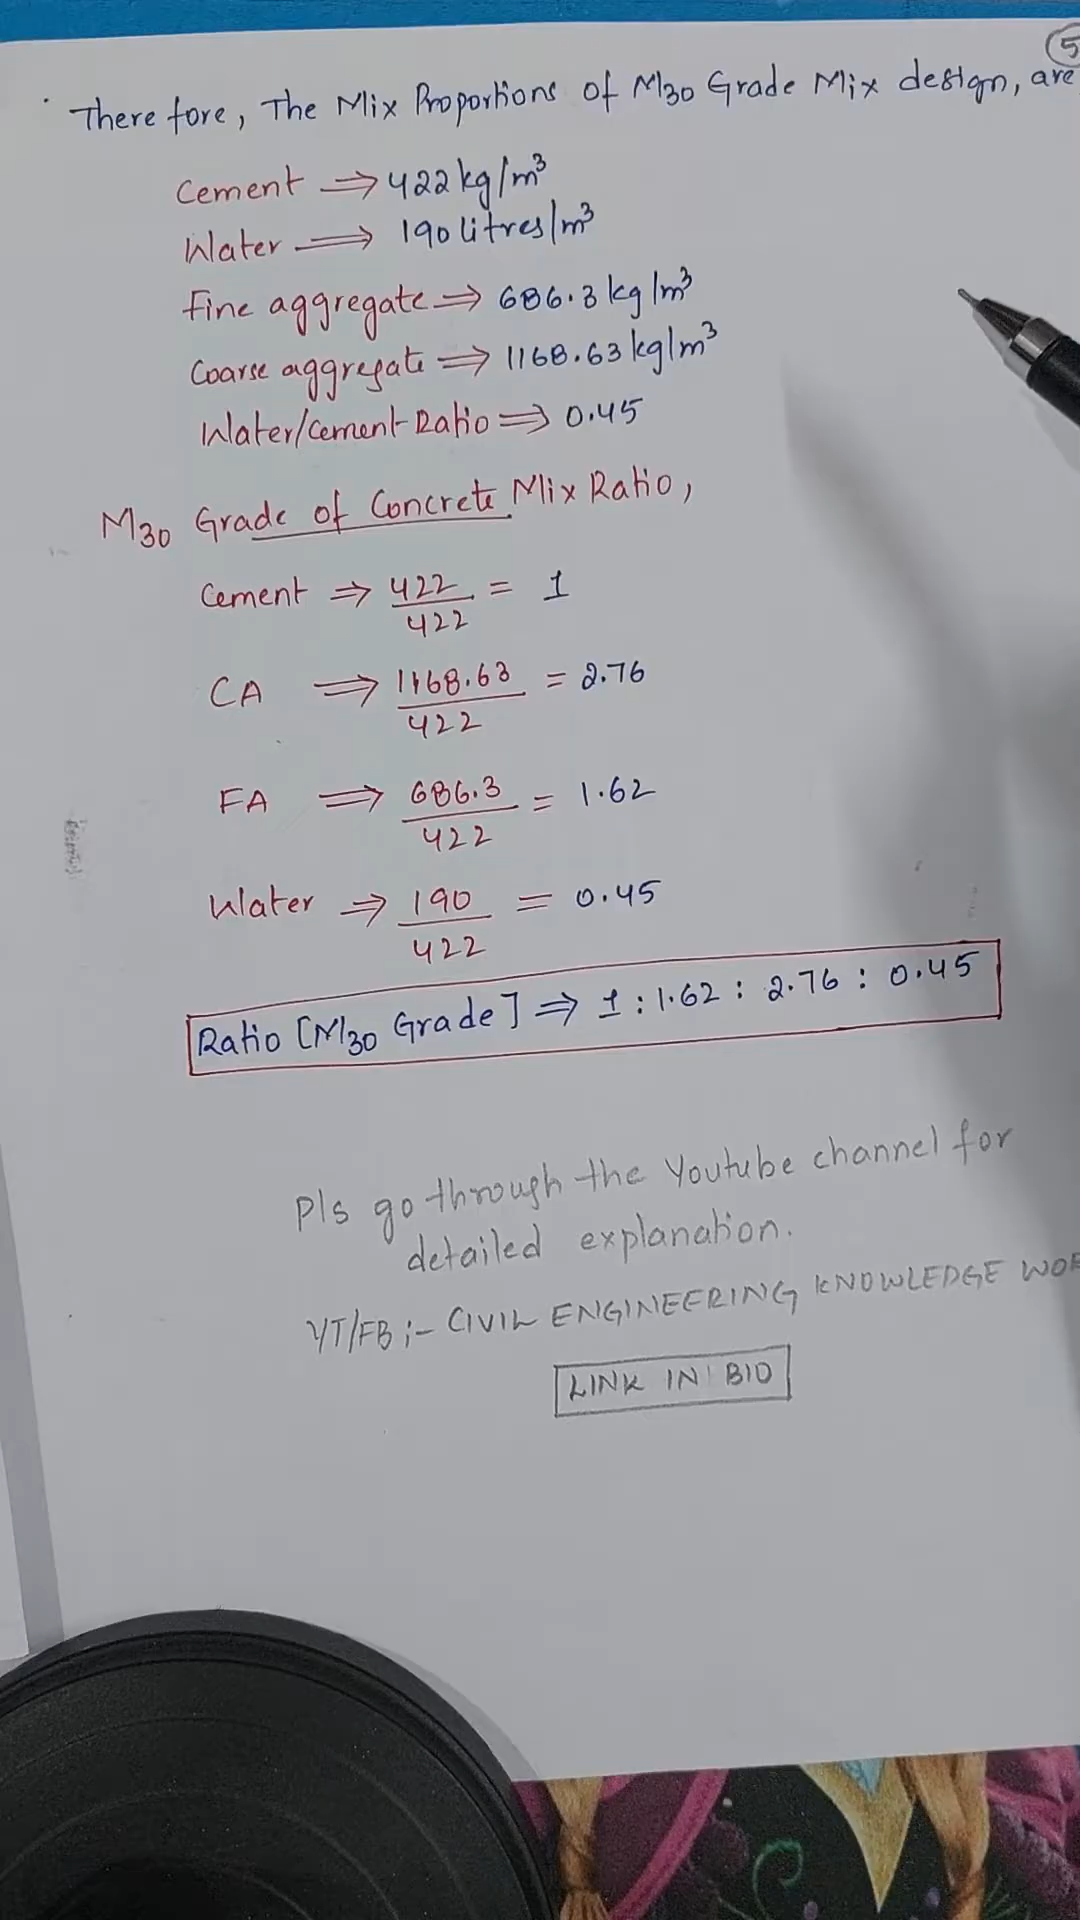 5
Therefore, The Mix Proportions of M30 Grade Mix design, are
Cement ⇒ 422 kg/m³
Water ⇒ 190 litres/m³
Fine aggregate ⇒ 686.3 kg/m³
Coarse aggregate ⇒ 1168.63 kg/m³
Water/Cement Ratio ⇒ 0.45
M30 Grade of Concrete Mix Ratio,
Cement ⇒ 422/422 = 1
CA ⇒ 1168.63/422 = 2.76
FA ⇒ 686.3/422 = 1.62
Water ⇒ 190/422 = 0.45
Ratio [M30 Grade] ⇒ 1 : 1.62 : 2.76 : 0.45
Pls go through the Youtube channel for
detailed explanation.
YT/FB :- CIVIL ENGINEERING KNOWLEDGE
LINK IN BIO